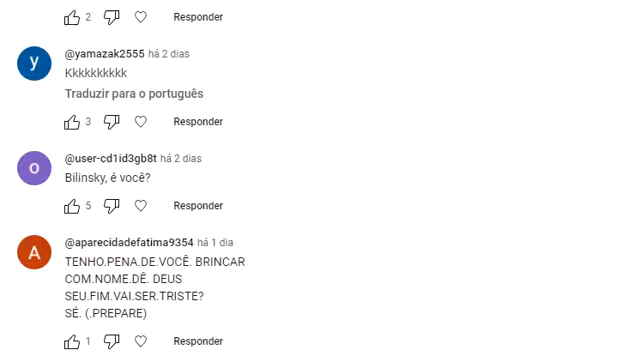 2 Responder
y @yamazak2555 há 2 dias
Kkkkkkkkkk
Traduzir para o português
3 Responder
o @user-cd1id3gb8t há 2 dias
Bilinsky, é você?
5 Responder
A @aparecidadefatima9354 há 1 dia
TENHO.PENA.DE.VOCÊ. BRINCAR
COM.NOME.DÊ. DEUS
SEU.FIM.VAI.SER.TRISTE?
SÉ. (.PREPARE)
1 Responder